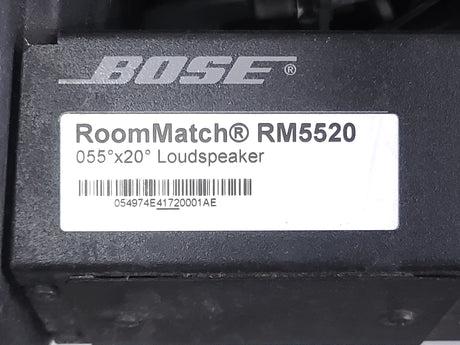 BOSE®
RoomMatch® RM5520
055°x20° Loudspeaker
054974E41720001AE